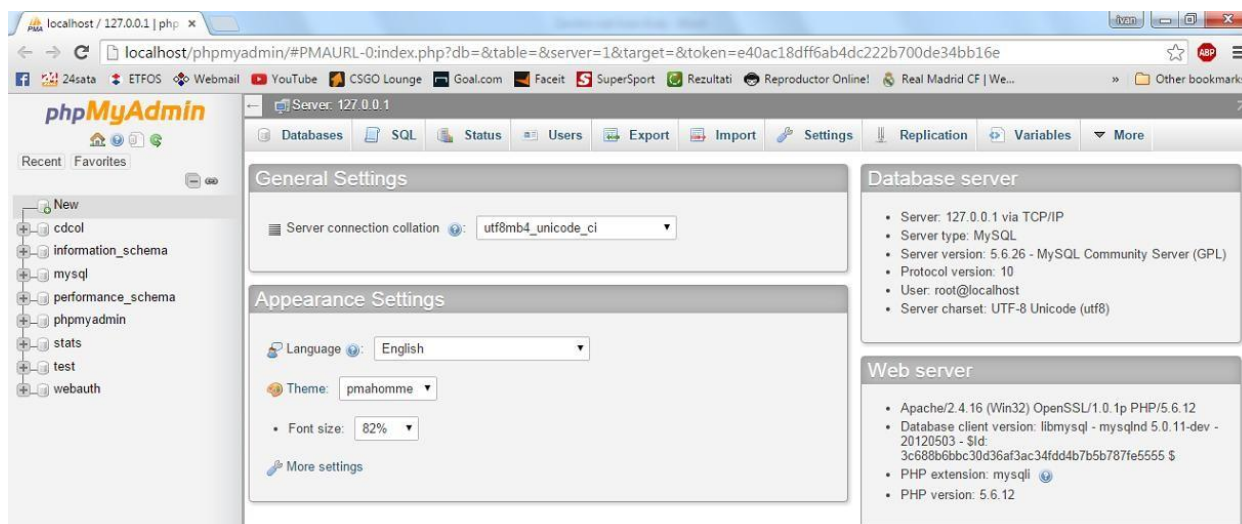 localhost / 127.0.0.1 | php
ivan
localhost/phpmyadmin/#PMAURL-0:index.php?db=&table=&server=1&target=&token=e40ac18dff6ab4dc222b700de34bb16e
ABP
24sata ETFOS Webmail YouTube CSGO Lounge Goal.com Faceit SuperSport Rezultati Reproductor Online! Real Madrid CF | We... » Other bookmark
phpMyAdmin
Recent Favorites
New
cdcol
information_schema
mysql
performance_schema
phpmyadmin
stats
test
webauth
Server: 127.0.0.1
Databases SQL Status Users Export Import Settings Replication Variables More
General Settings
Server connection collation : utf8mb4_unicode_ci
Appearance Settings
Language : English
Theme: pmahomme
• Font size: 82%
More settings
Database server
• Server: 127.0.0.1 via TCP/IP
• Server type: MySQL
• Server version: 5.6.26 - MySQL Community Server (GPL)
• Protocol version: 10
• User: root@localhost
• Server charset: UTF-8 Unicode (utf8)
Web server
• Apache/2.4.16 (Win32) OpenSSL/1.0.1p PHP/5.6.12
• Database client version: libmysql - mysqlnd 5.0.11-dev -
20120503 - $Id:
3c688b6bbc30d36af3ac34fdd4b7b5b787fe5555 $
• PHP extension: mysqli
• PHP version: 5.6.12